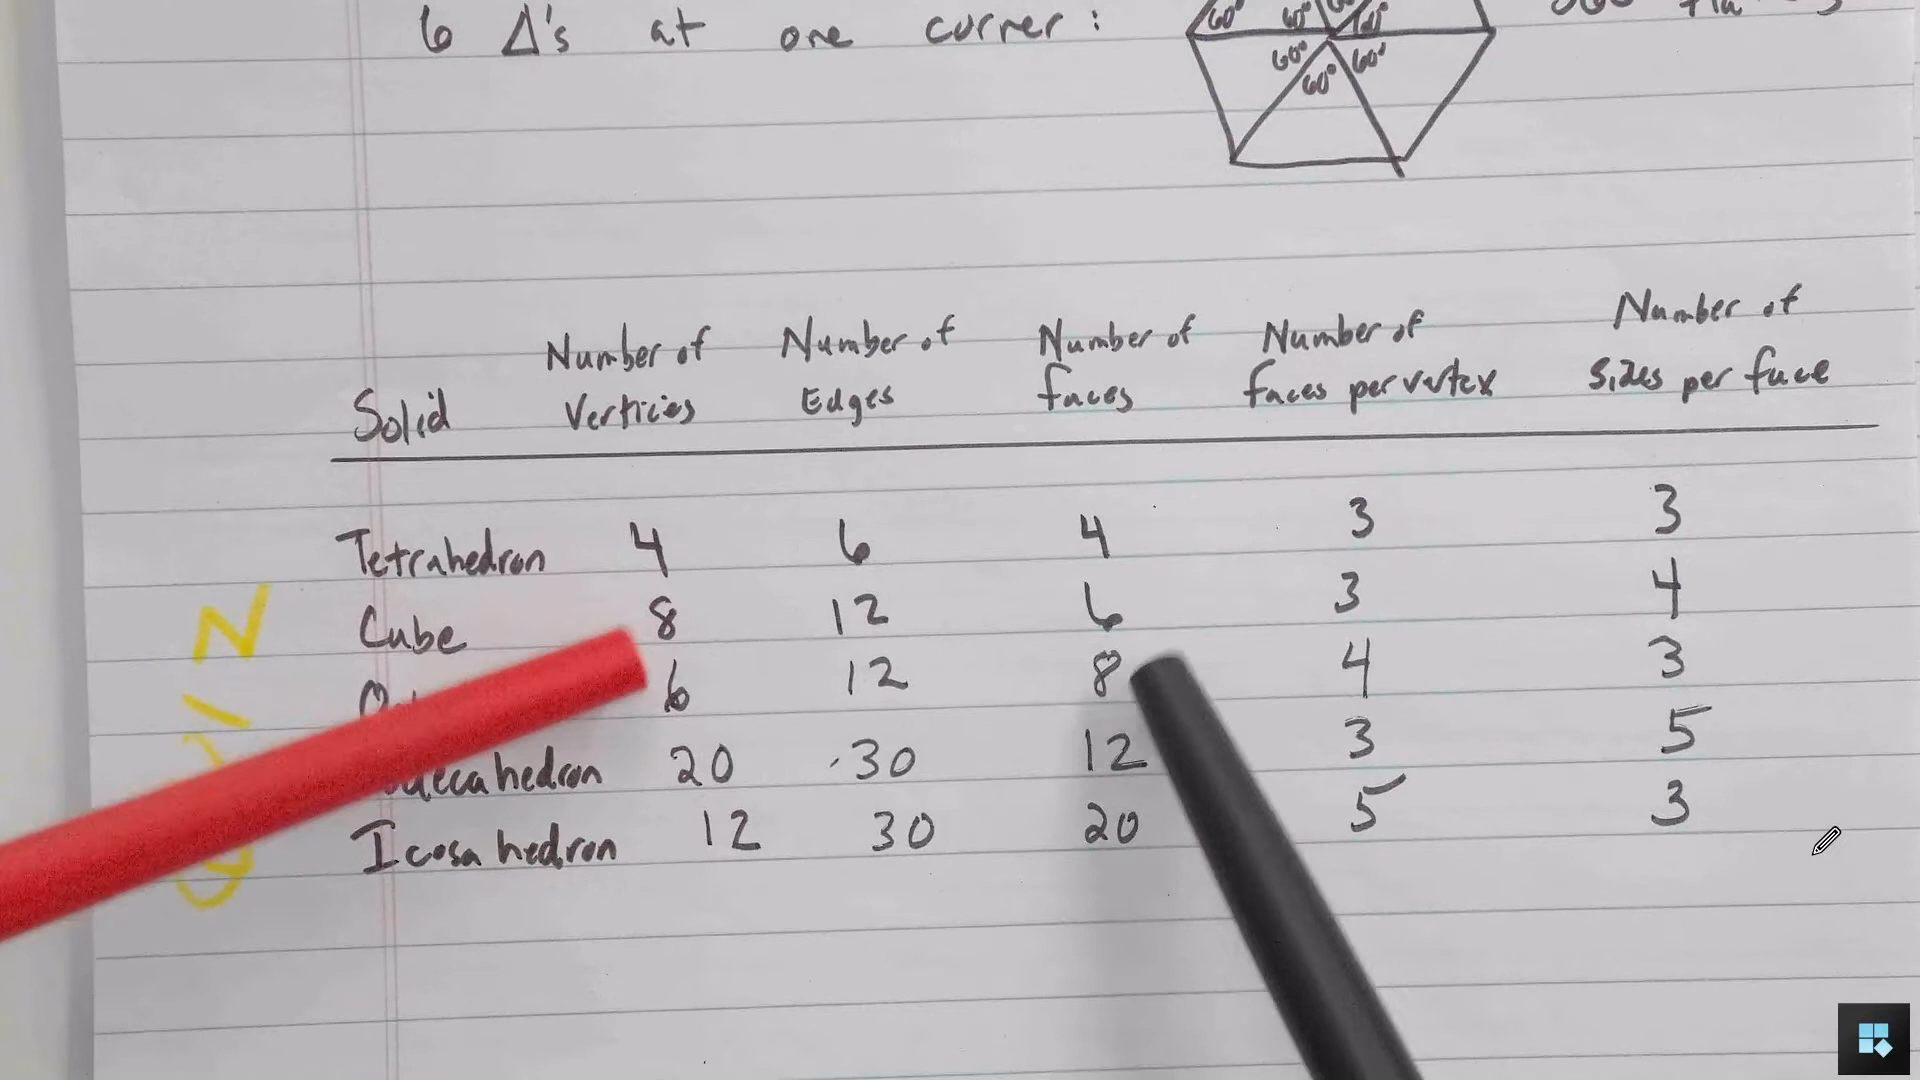 6 Δ's at one corner:
60° 60°
60° 60° 60°
Number of Number of Number of Number of Number of
Solid Verticies Edges faces faces per vertex Sides per face
Tetrahedron 4 6 4 3 3
Cube 8 12 6 3 4
6 12 8 4 3
20 30 12 3 5
Icosahedron 12 30 20 5 3